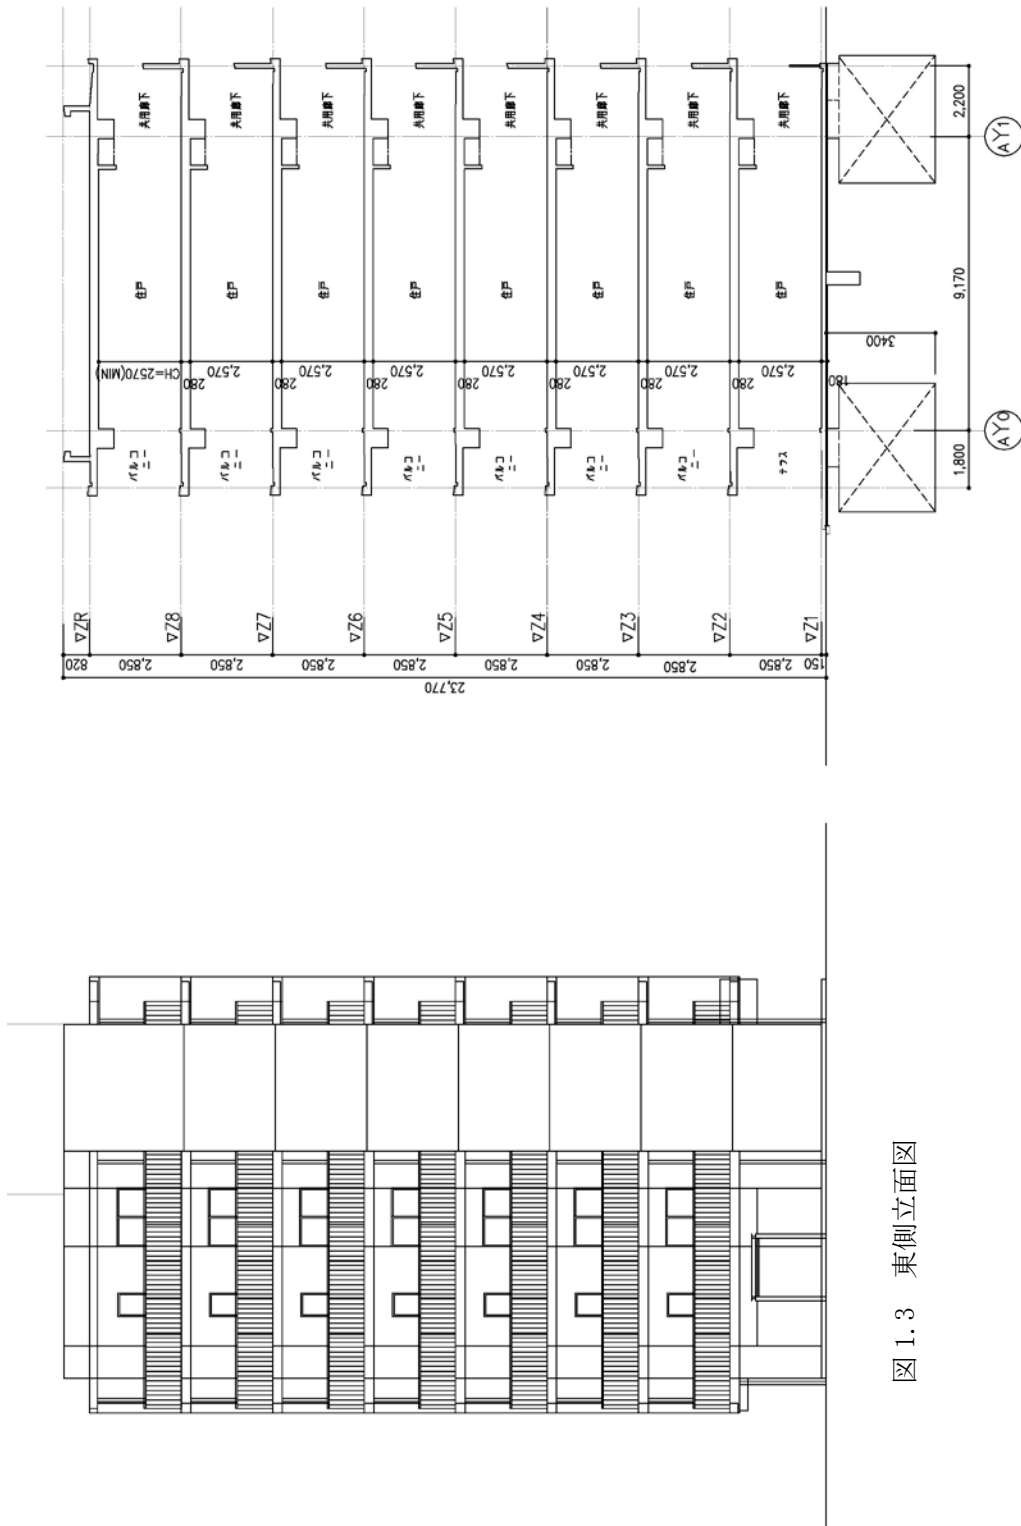 共用廊下
共用廊下
共用廊下
共用廊下
共用廊下
共用廊下
共用廊下
共用廊下
住戸
住戸
住戸
住戸
住戸
住戸
住戸
住戸
CH=2570(MIN)
280
2,570
280
2,570
280
2,570
280
2,570
280
2,570
280
2,570
280
2,570
180
バルコニー
バルコニー
バルコニー
バルコニー
バルコニー
バルコニー
バルコニー
テラス
▽ZR
▽Z8
▽Z7
▽Z6
▽Z5
▽Z4
▽Z3
▽Z2
▽Z1
820
2,850
2,850
2,850
2,850
2,850
2,850
2,850
2,850
150
23,770
3400
2,200
9,170
1,800
AY1
AY0
図 1.3 東側立面図